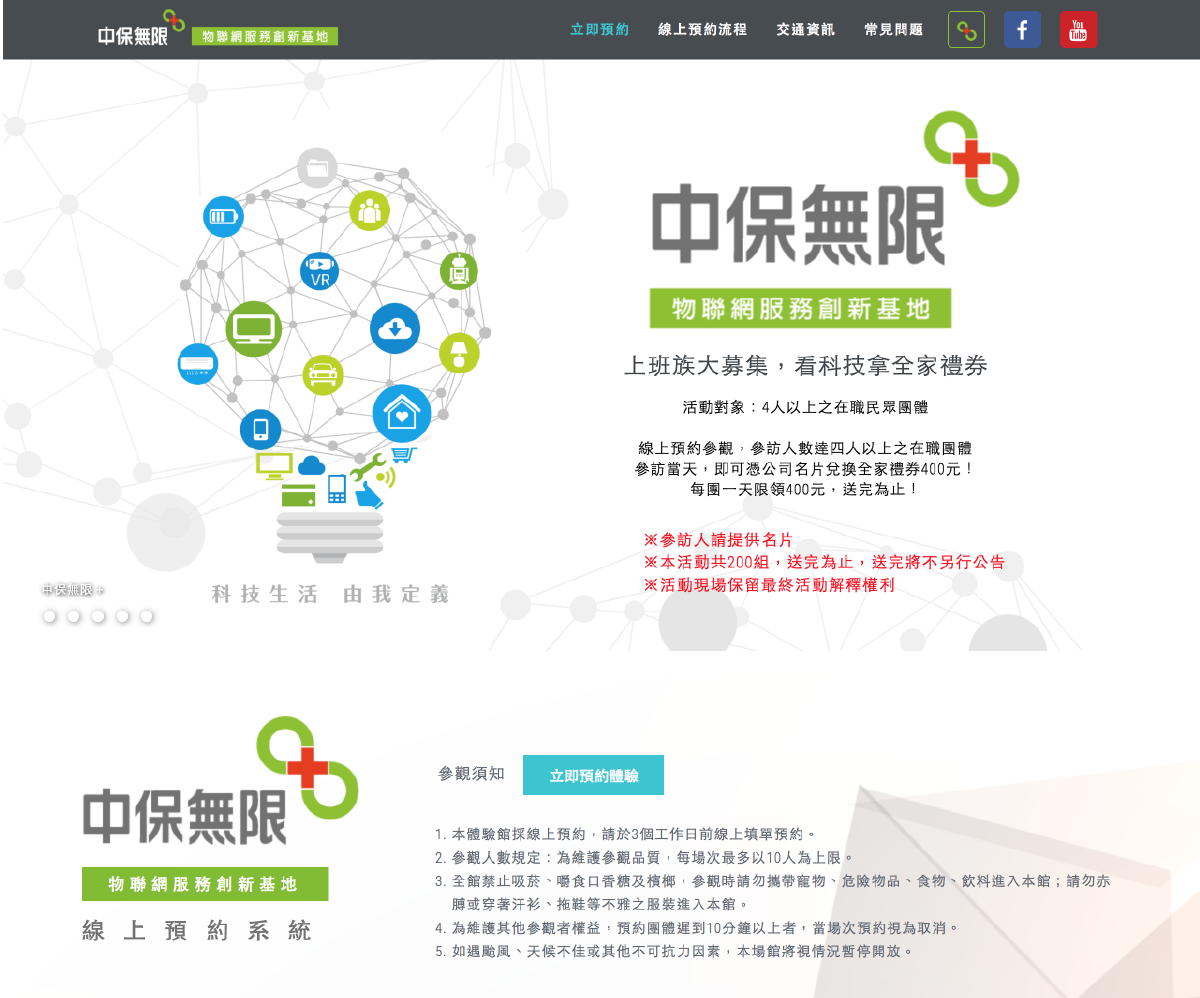 中保無限
物聯網服務創新基地
立即預約
線上預約流程
交通資訊
常見問題
f
You
Tube
中保無限
物聯網服務創新基地
上班族大募集，看科技拿全家禮券
活動對象：4人以上之在職民眾團體
線上預約參觀，參訪人數達四人以上之在職團體
參訪當天，即可憑公司名片兌換全家禮券400元！
每團一天限領400元，送完為止！
※參訪人請提供名片
※本活動共200組，送完為止，送完將不另行公告
※活動現場保留最終活動解釋權利
VR
科技生活 由我定義
中保無限+
中保無限
物聯網服務創新基地
線上預約系統
參觀須知
立即預約體驗
1. 本體驗館採線上預約，請於3個工作日前線上填單預約。
2. 參觀人數規定：為維護參觀品質，每場次最多以10人為上限。
3. 全館禁止吸菸、嚼食口香糖及檳榔，參觀時請勿攜帶寵物、危險物品、食物、飲料進入本館；請勿赤
膊或穿著汗衫、拖鞋等不雅之服裝進入本館。
4. 為維護其他參觀者權益，預約團體遲到10分鐘以上者，當場次預約視為取消。
5. 如遇颱風、天候不佳或其他不可抗力因素，本場館將視情況暫停開放。